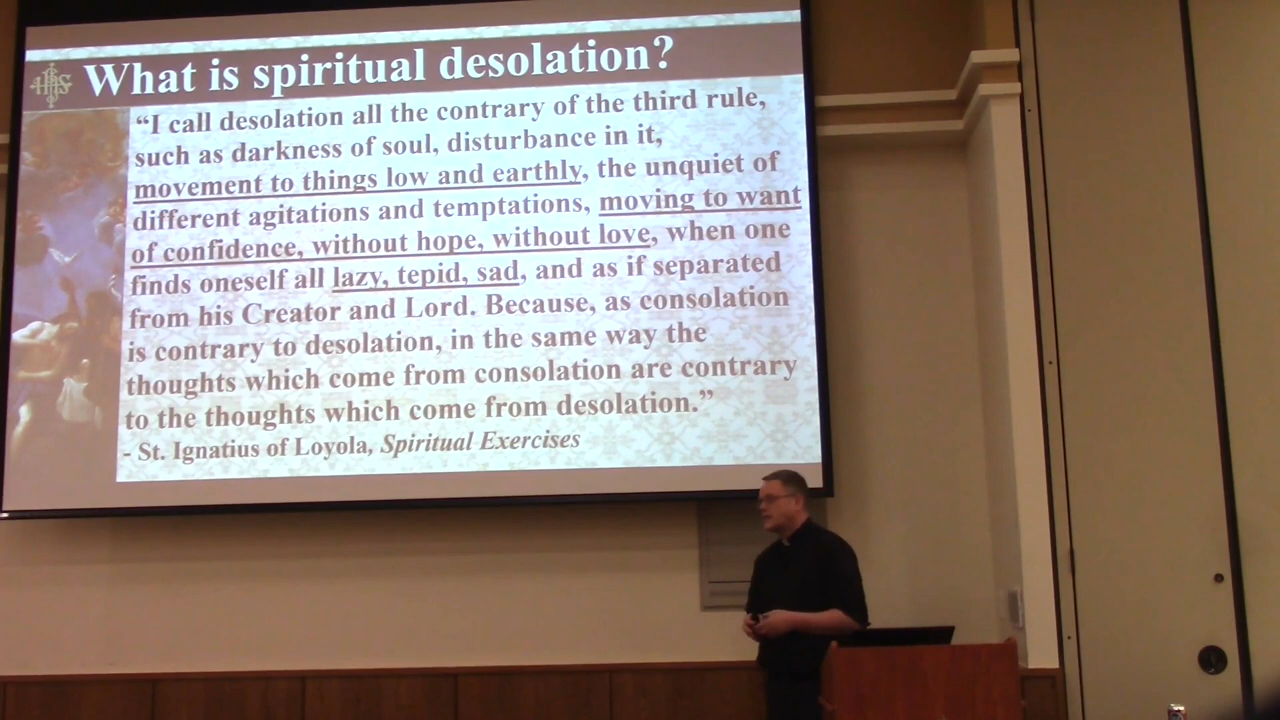 IHS
What is spiritual desolation?
“I call desolation all the contrary of the third rule,
such as darkness of soul, disturbance in it,
movement to things low and earthly, the unquiet of
different agitations and temptations, moving to want
of confidence, without hope, without love, when one
finds oneself all lazy, tepid, sad, and as if separated
from his Creator and Lord. Because, as consolation
is contrary to desolation, in the same way the
thoughts which come from consolation are contrary
to the thoughts which come from desolation.”
- St. Ignatius of Loyola, Spiritual Exercises